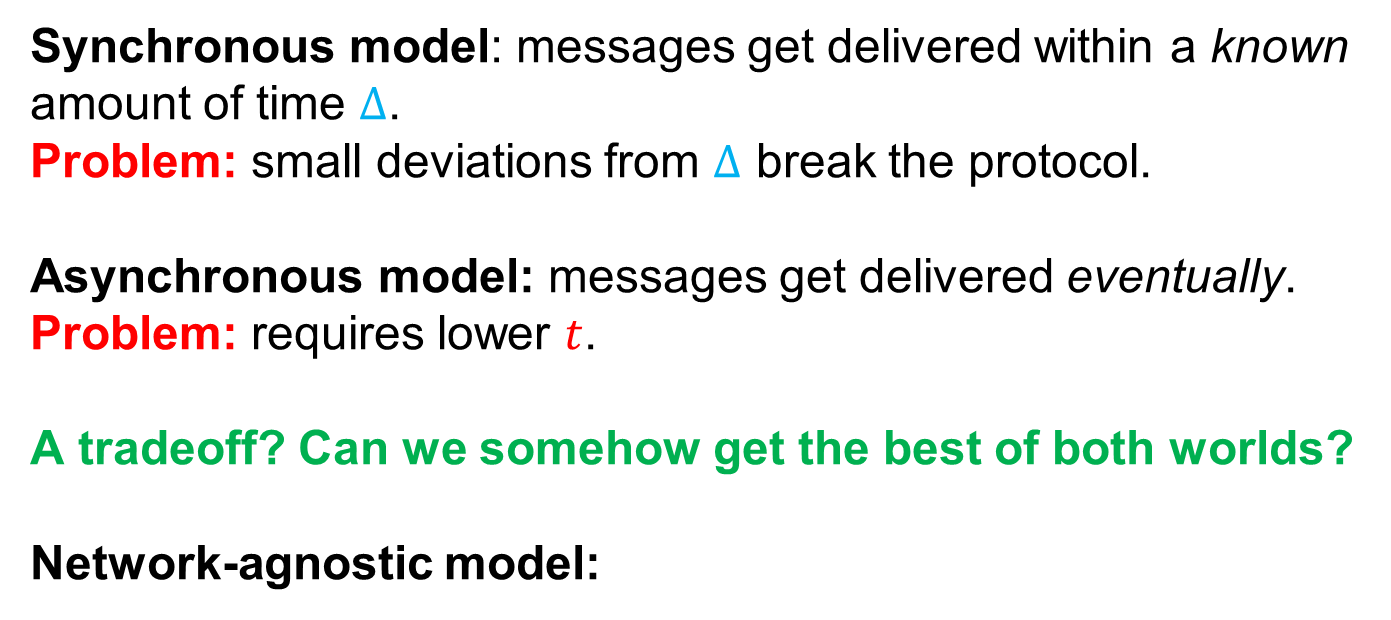 Synchronous model: messages get delivered within a known
amount of time Δ.
Problem: small deviations from Δ break the protocol.
Asynchronous model: messages get delivered eventually.
Problem: requires lower t.
A tradeoff? Can we somehow get the best of both worlds?
Network-agnostic model: